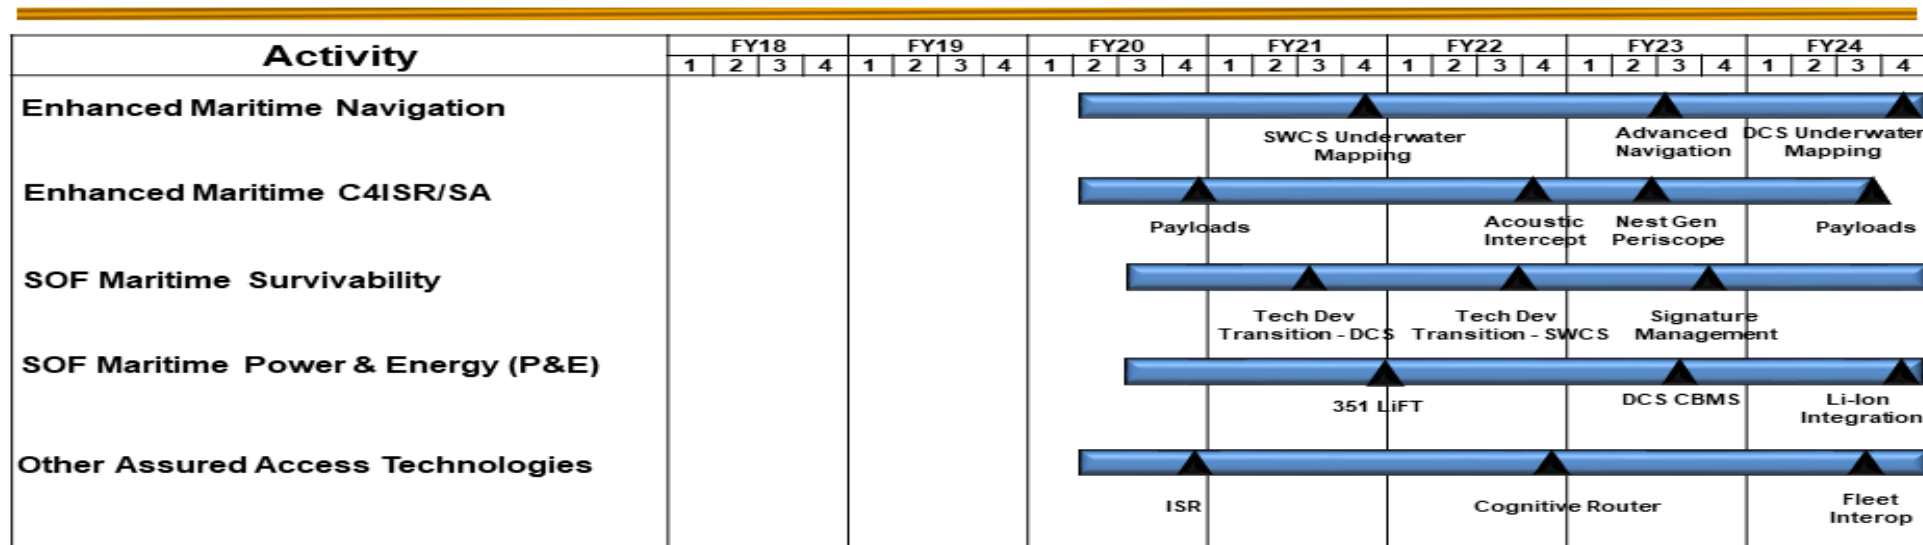 Activity
FY18 FY19 FY20 FY21 FY22 FY23 FY24
1 2 3 4 1 2 3 4 1 2 3 4 1 2 3 4 1 2 3 4 1 2 3 4 1 2 3 4
Enhanced Maritime Navigation
SWCS Underwater
Mapping
Advanced
Navigation
DCS Underwater
Mapping
Enhanced Maritime C4ISR/SA
Payloads
Acoustic
Intercept
Nest Gen
Periscope
Payloads
SOF Maritime Survivability
Tech Dev
Transition - DCS
Tech Dev
Transition - SWCS
Signature
Management
SOF Maritime Power & Energy (P&E)
351 LiFT
DCS CBMS
Li-Ion
Integration
Other Assured Access Technologies
ISR
Cognitive Router
Fleet
Interop